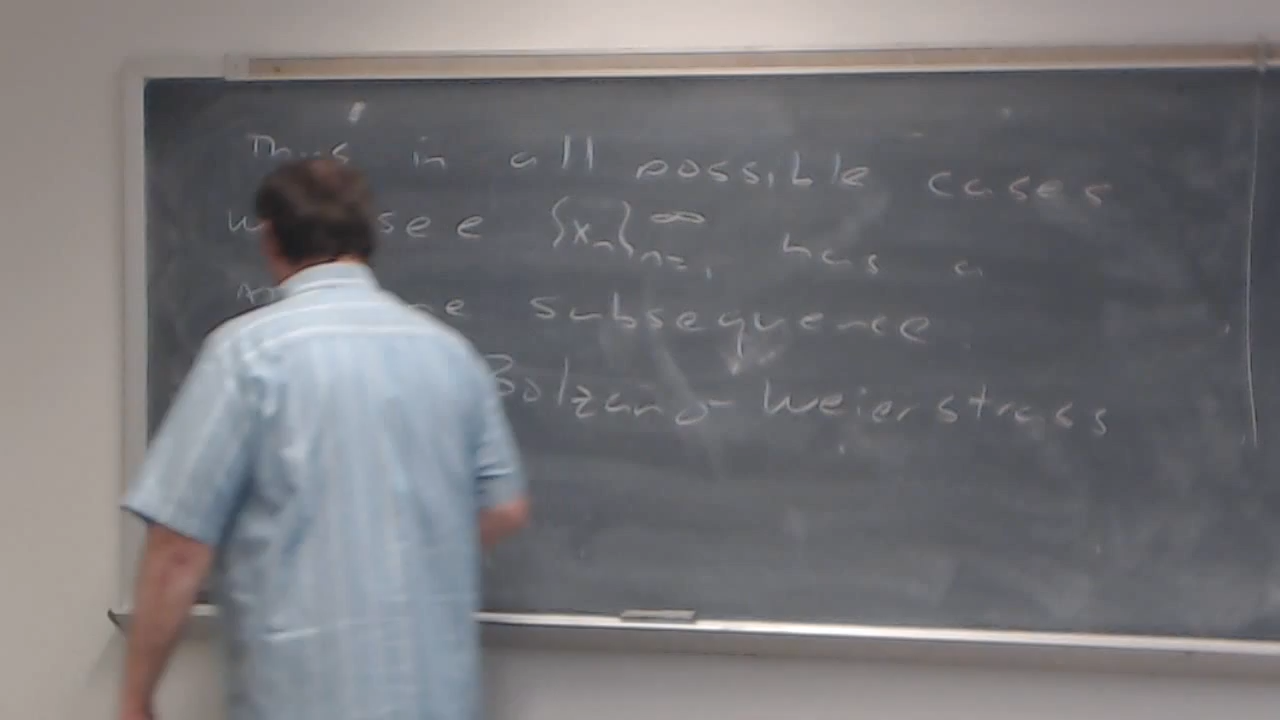 Thus in all possible cases
see {xₙ}ₙ₌₁^∞ has a
subsequence
Bolzano-Weierstrass